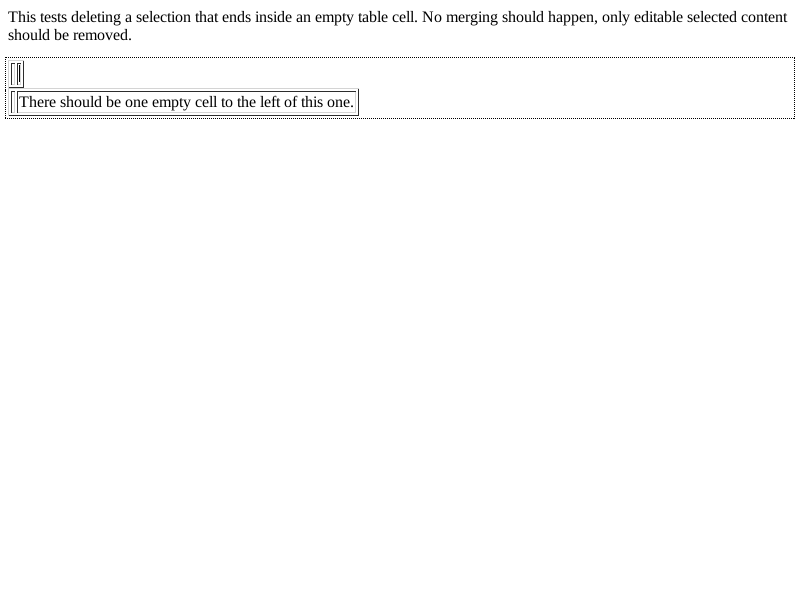 This tests deleting a selection that ends inside an empty table cell. No merging should happen, only editable selected content
should be removed.
There should be one empty cell to the left of this one.